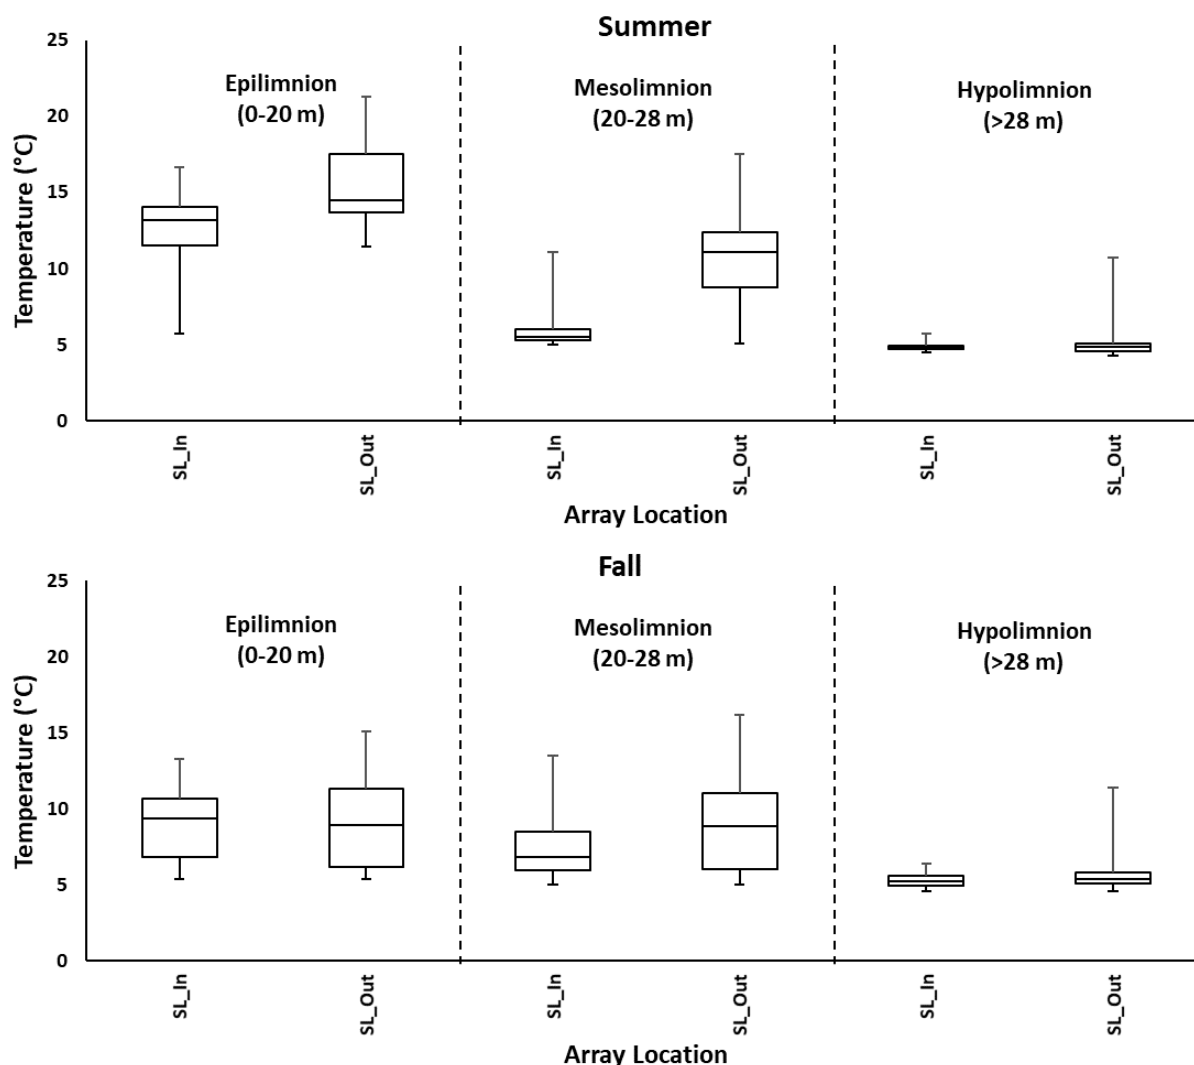 Summer
25
20
15
10
5
0
Temperature (°C)
Epilimnion
(0-20 m)
Mesolimnion
(20-28 m)
Hypolimnion
(>28 m)
SL_In
SL_Out
SL_In
SL_Out
SL_In
SL_Out
Array Location
Fall
25
20
15
10
5
0
Temperature (°C)
Epilimnion
(0-20 m)
Mesolimnion
(20-28 m)
Hypolimnion
(>28 m)
SL_In
SL_Out
SL_In
SL_Out
SL_In
SL_Out
Array Location